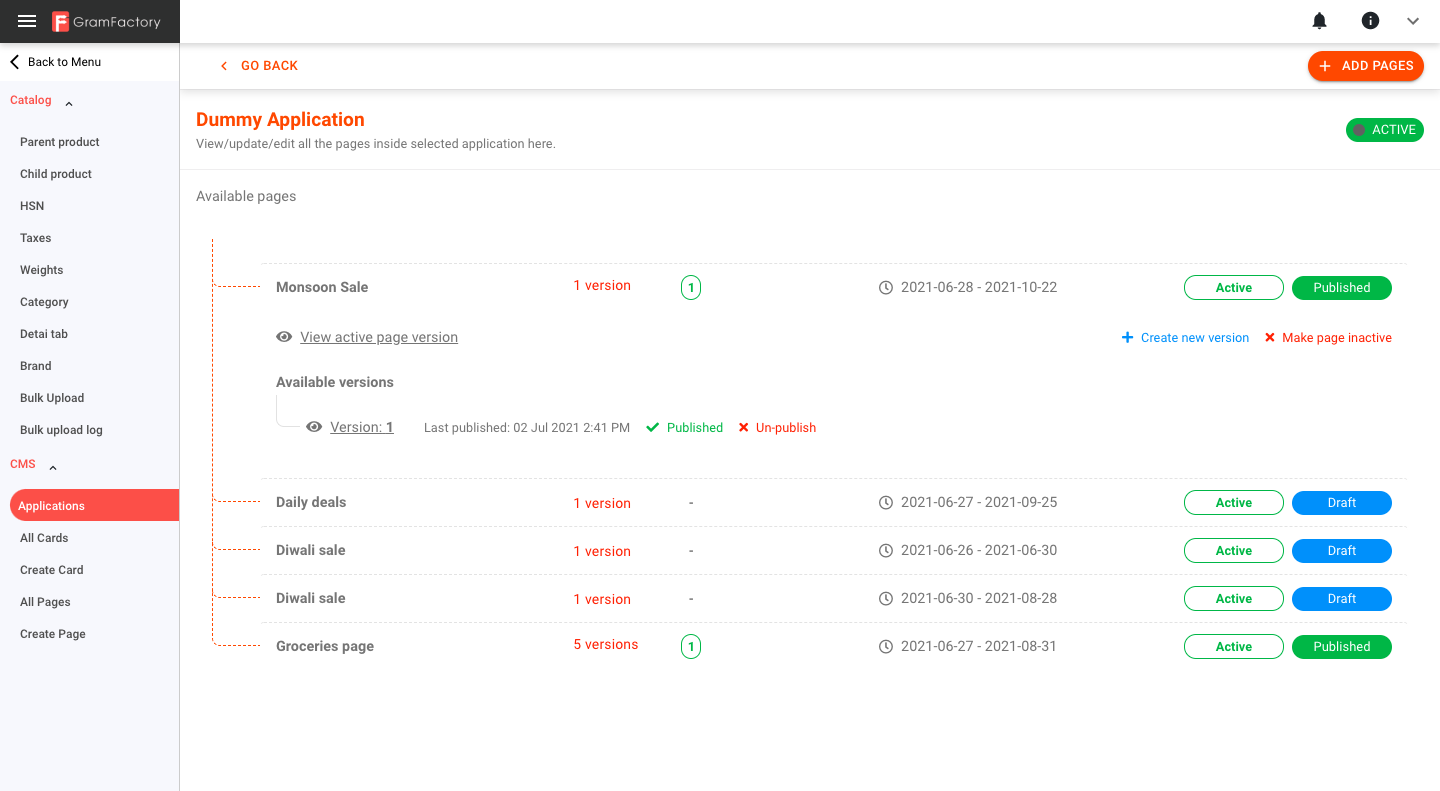 GramFactory
Back to Menu
GO BACK
ADD PAGES
Catalog
Parent product
Child product
HSN
Taxes
Weights
Category
Detai tab
Brand
Bulk Upload
Bulk upload log
CMS
Applications
All Cards
Create Card
All Pages
Create Page
Dummy Application
View/update/edit all the pages inside selected application here.
ACTIVE
Available pages
Monsoon Sale 1 version 1 2021-06-28 - 2021-10-22 Active Published
View active page version Create new version Make page inactive
Available versions
Version: 1 Last published: 02 Jul 2021 2:41 PM Published Un-publish
Daily deals 1 version - 2021-06-27 - 2021-09-25 Active Draft
Diwali sale 1 version - 2021-06-26 - 2021-06-30 Active Draft
Diwali sale 1 version - 2021-06-30 - 2021-08-28 Active Draft
Groceries page 5 versions 1 2021-06-27 - 2021-08-31 Active Published